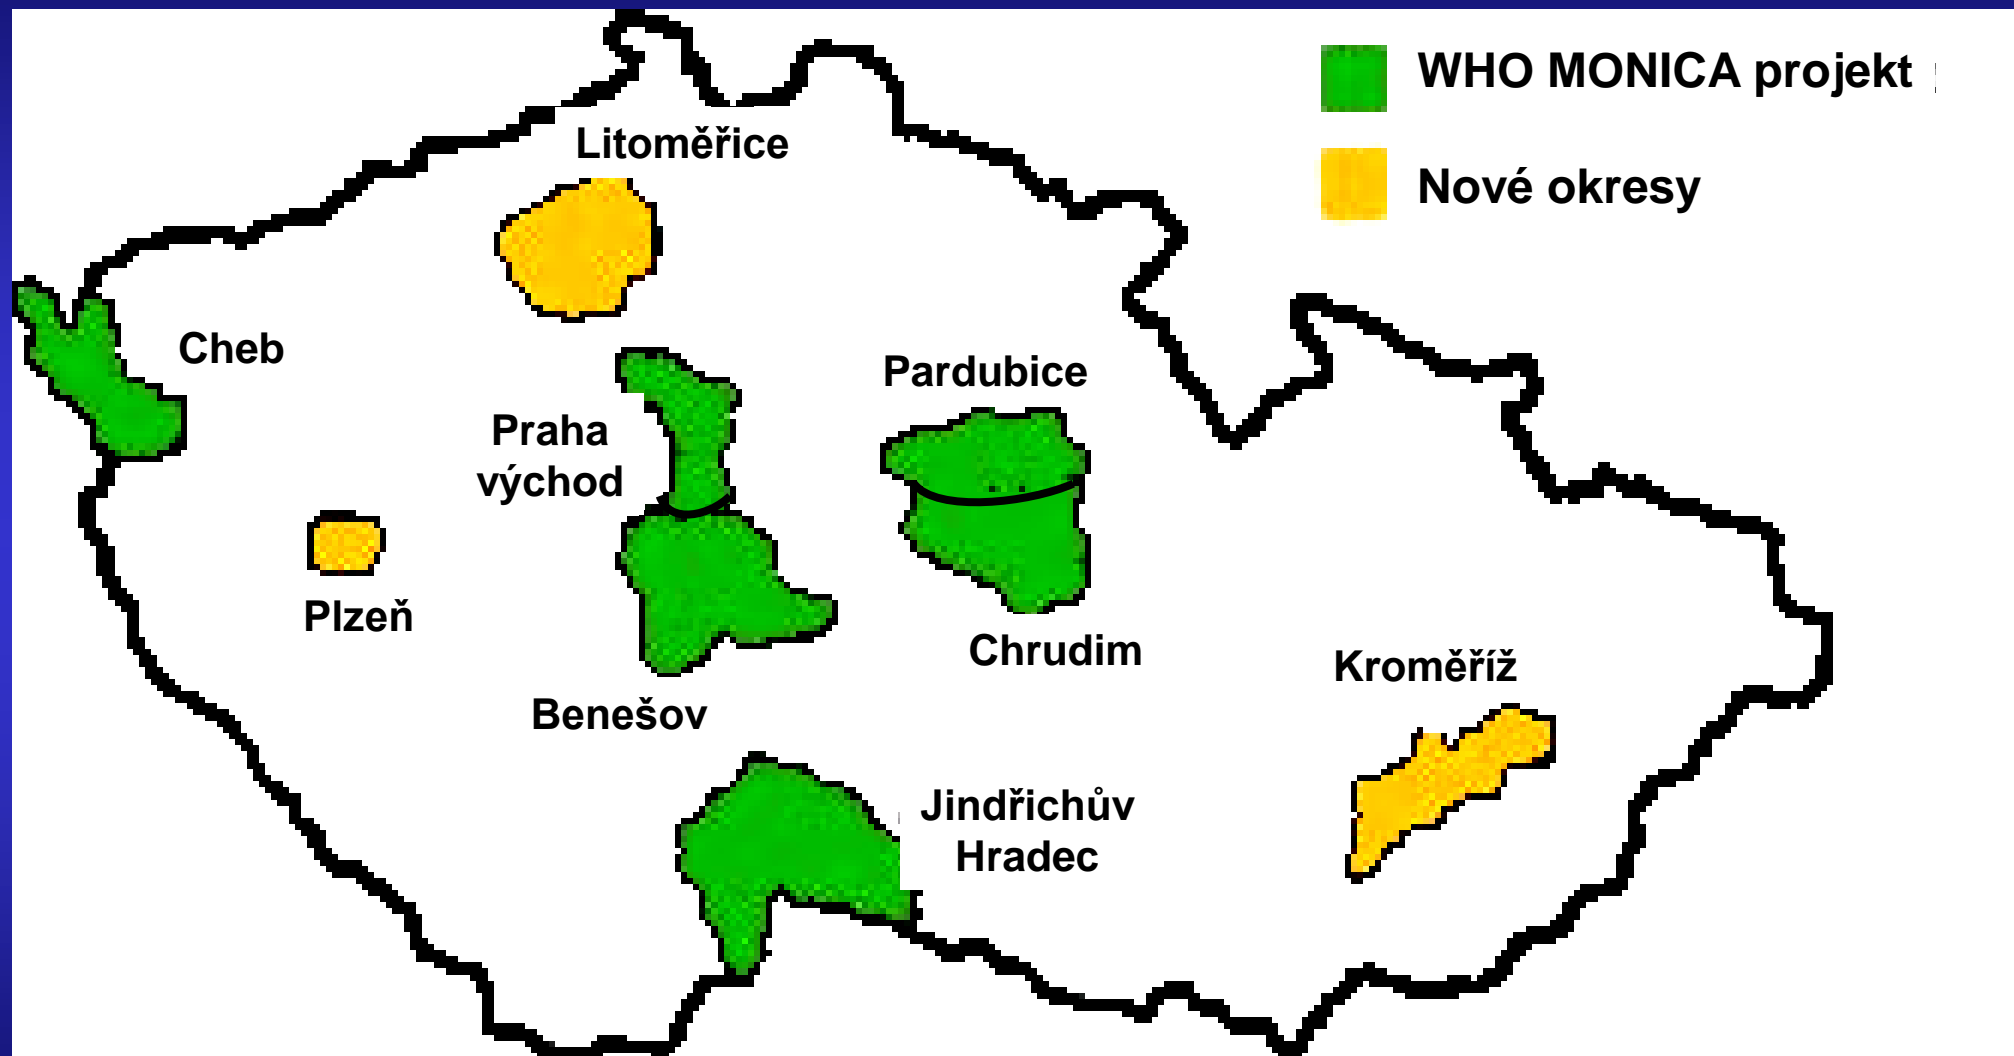 WHO MONICA projekt
Nové okresy
Litoměřice
Cheb
Pardubice
Praha
východ
Plzeň
Chrudim
Kroměříž
Benešov
Jindřichův
Hradec